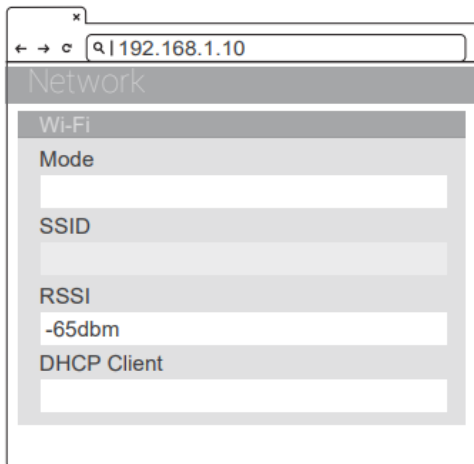 192.168.1.10
Network
Wi-Fi
Mode
SSID
RSSI
-65dbm
DHCP Client